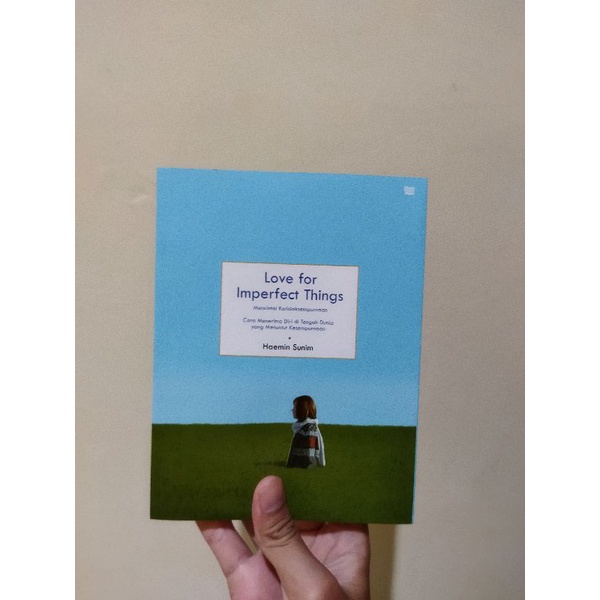 Love for
Imperfect Things
Mencintai Ketidaksempurnaan
Cara Menerima Diri di Tengah Dunia
yang Menuntut Kesempurnaan
Haemin Sunim